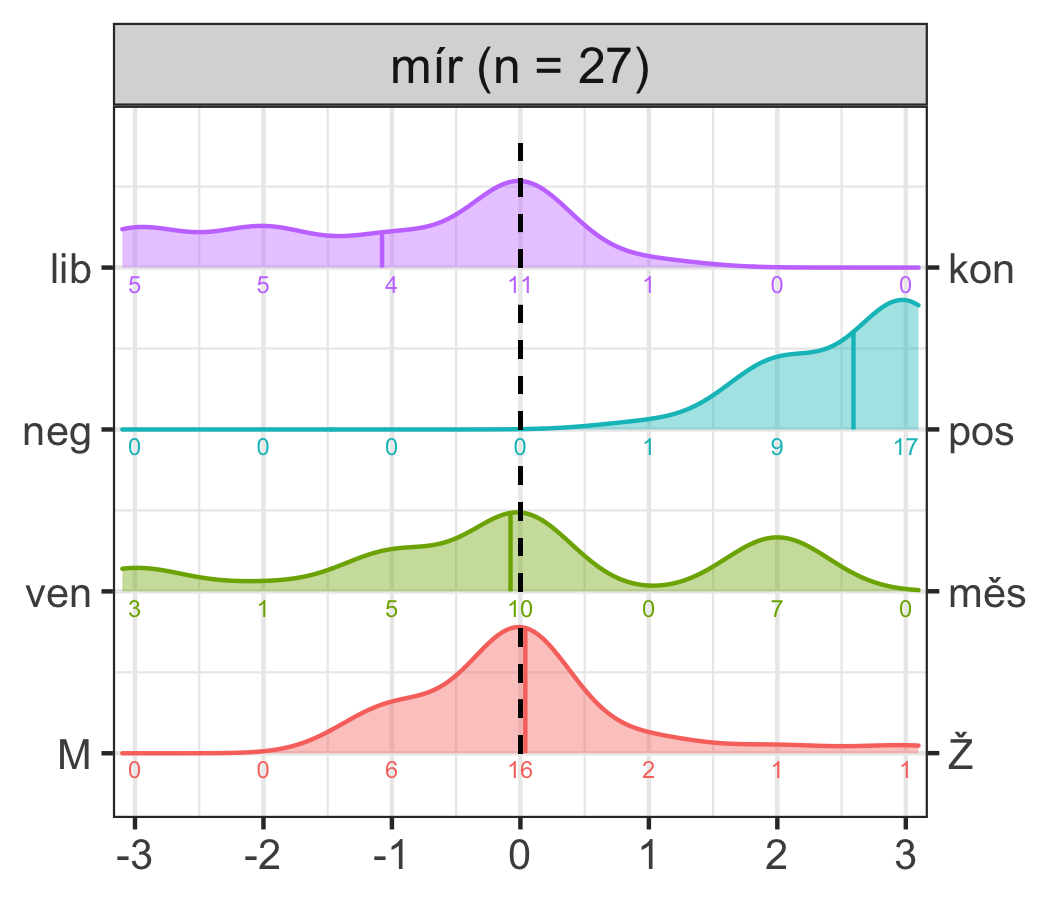 mír (n = 27)
lib kon
5 5 4 11 1 0 0
neg pos
0 0 0 0 1 9 17
ven měs
3 1 5 10 0 7 0
M Ž
0 0 6 16 2 1 1
-3 -2 -1 0 1 2 3